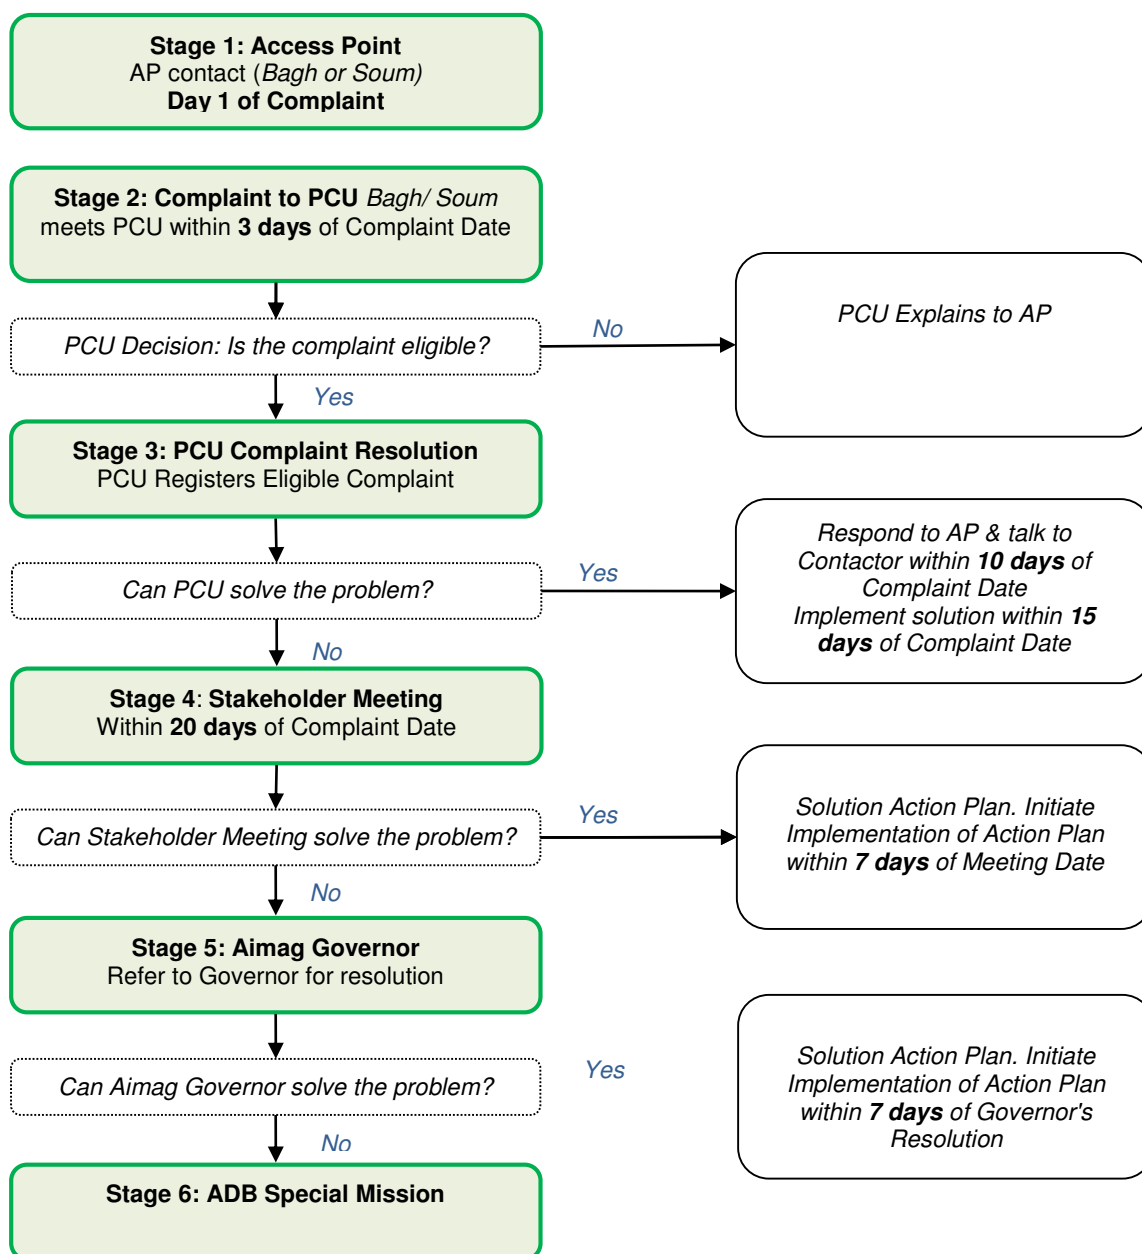 Stage 1: Access Point
AP contact (Bagh or Soum)
Day 1 of Complaint
Stage 2: Complaint to PCU Bagh/ Soum
meets PCU within 3 days of Complaint Date
PCU Decision: Is the complaint eligible?
No
PCU Explains to AP
Yes
Stage 3: PCU Complaint Resolution
PCU Registers Eligible Complaint
Can PCU solve the problem?
Yes
Respond to AP & talk to
Contactor within 10 days of
Complaint Date
Implement solution within 15
days of Complaint Date
No
Stage 4: Stakeholder Meeting
Within 20 days of Complaint Date
Can Stakeholder Meeting solve the problem?
Yes
Solution Action Plan. Initiate
Implementation of Action Plan
within 7 days of Meeting Date
No
Stage 5: Aimag Governor
Refer to Governor for resolution
Can Aimag Governor solve the problem?
Yes
Solution Action Plan. Initiate
Implementation of Action Plan
within 7 days of Governor's
Resolution
No
Stage 6: ADB Special Mission